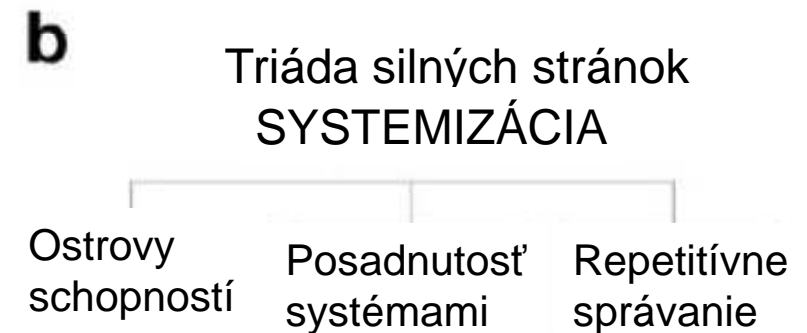 b
Triáda silných stránok
SYSTEMIZÁCIA
Ostrovy
schopností
Posadnutosť
systémami
Repetitívne
správanie